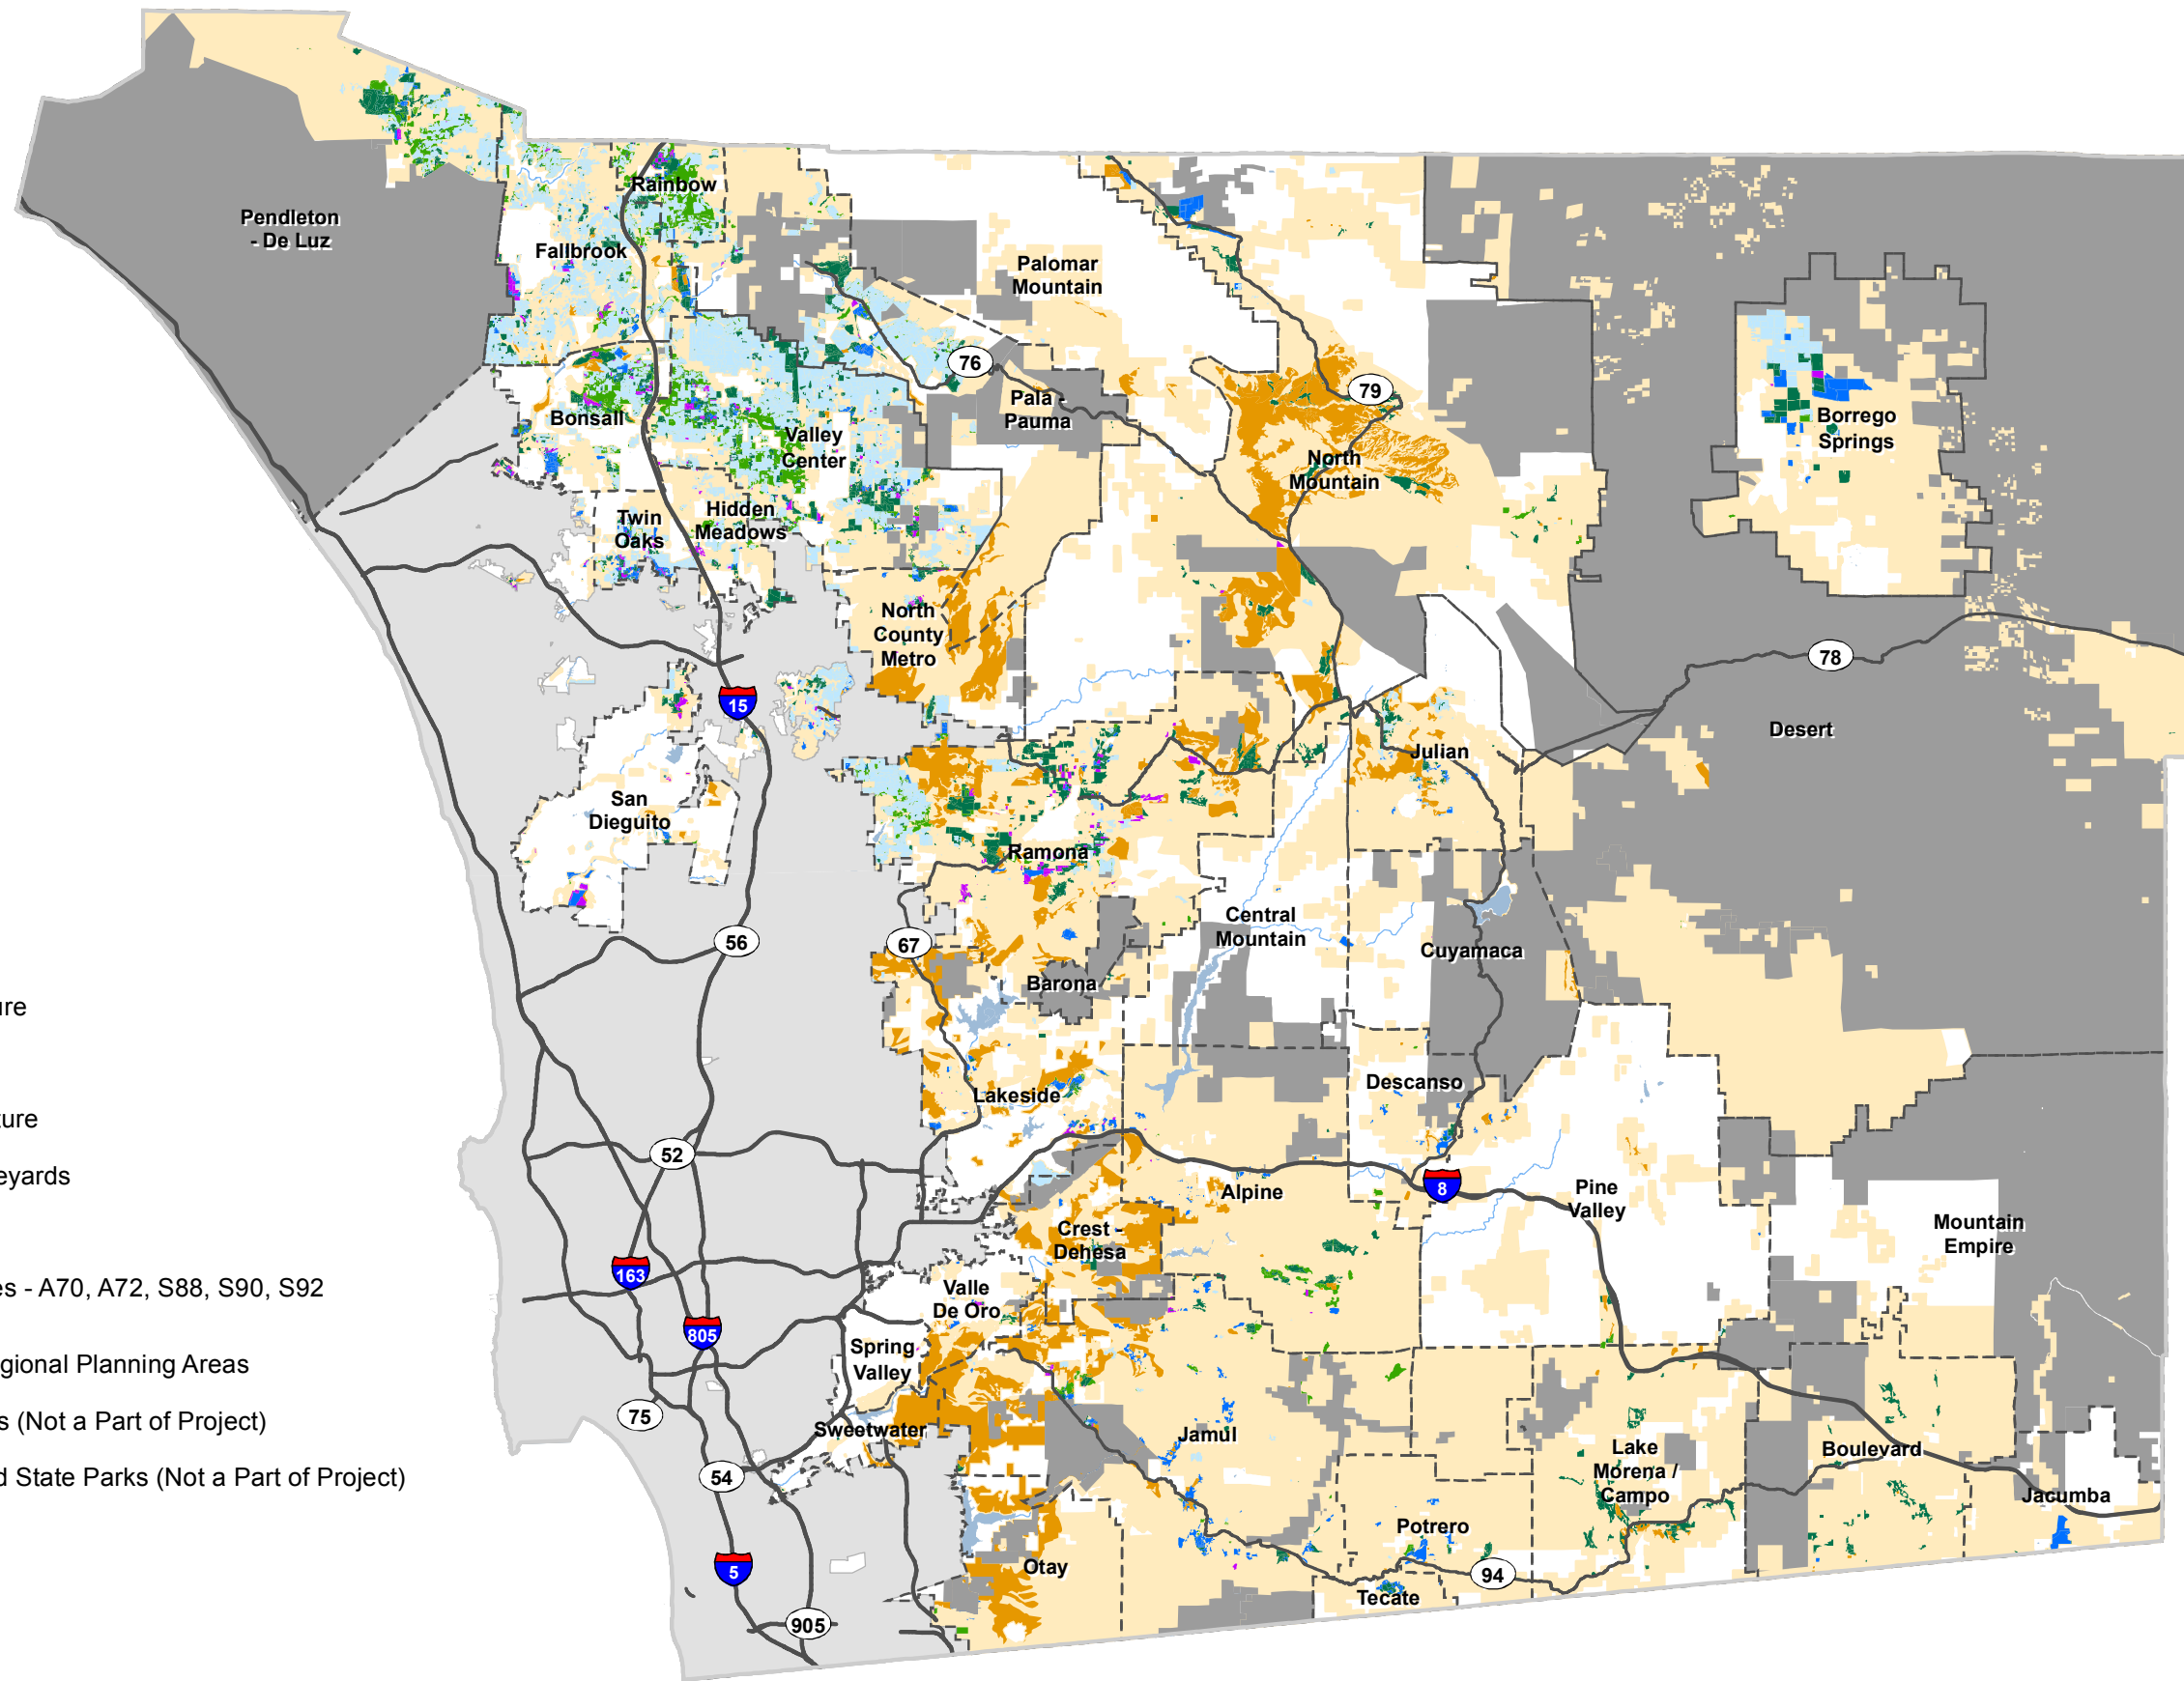 Pendleton
- De Luz
Rainbow
Fallbrook
Palomar
Mountain
76
79
Pala -
Pauma
Bonsall
Valley
Center
North
Mountain
Borrego
Springs
Twin
Oaks
Hidden
Meadows
North
County
Metro
78
15
Desert
Julian
San
Dieguito
Ramona
56
67
Central
Mountain
Cuyamaca
Barona
ure
Lakeside
Descanso
ture
52
eyards
Alpine
8
Pine
Valley
Crest -
Dehesa
Mountain
Empire
163
es - A70, A72, S88, S90, S92
Valle
De Oro
805
Spring
Valley
egional Planning Areas
75
s (Not a Part of Project)
Sweetwater
Jamul
Lake
Morena /
Campo
Boulevard
54
d State Parks (Not a Part of Project)
Jacumba
Potrero
5
Otay
94
Tecate
905